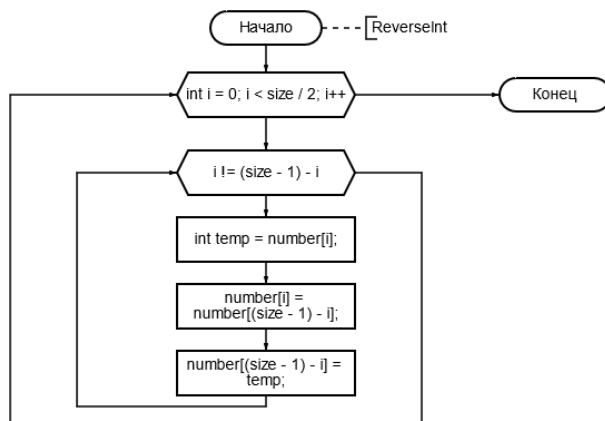 Начало
ReverseInt
int i = 0; i < size / 2; i++
Конец
i != (size - 1) - i
int temp = number[i];
number[i] =
number[(size - 1) - i];
number[(size - 1) - i] =
temp;